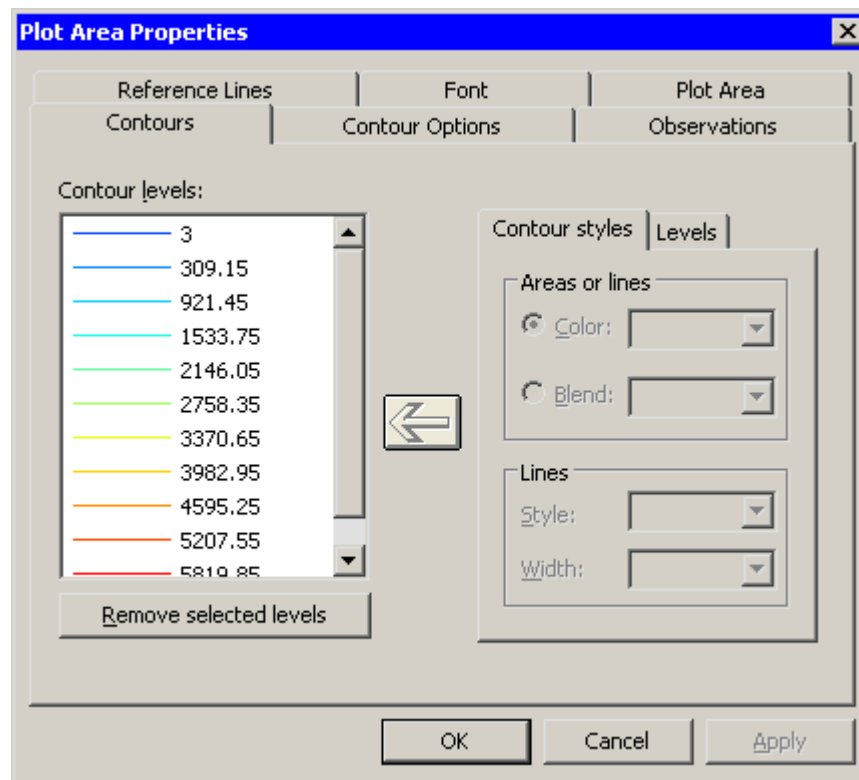 Plot Area Properties
Reference Lines
Font
Plot Area
Contours
Contour Options
Observations
Contour levels:
3
309.15
921.45
1533.75
2146.05
2758.35
3370.65
3982.95
4595.25
5207.55
5819.85
Remove selected levels
Contour styles
Levels
Areas or lines
Color:
Blend:
Lines
Style:
Width:
OK
Cancel
Apply